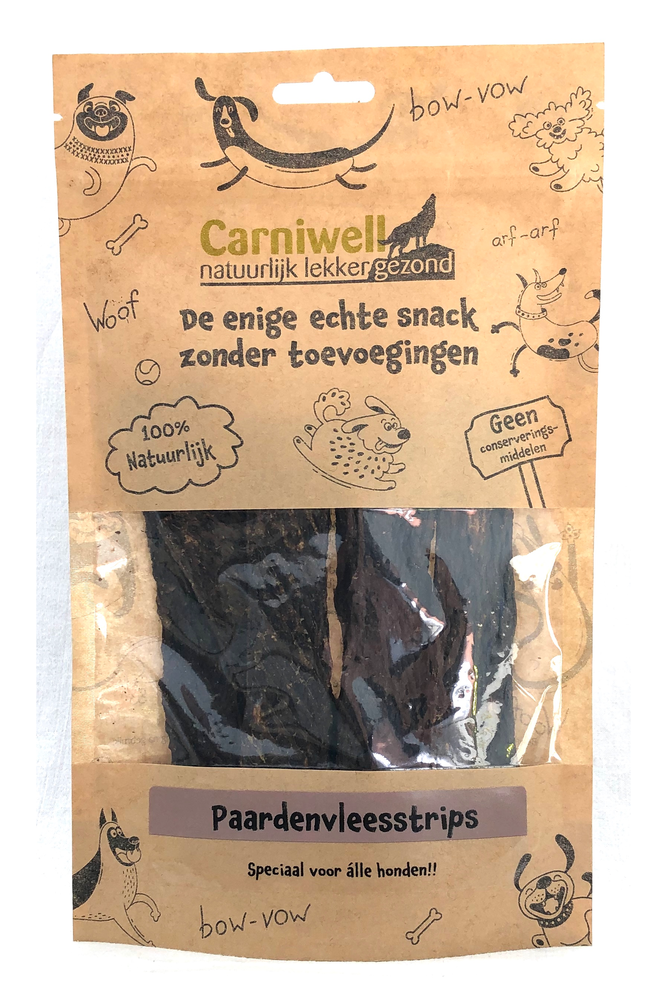 bow-vow
Carniwell
natuurlijk lekker gezond
arf-arf
Woof
De enige echte snack
zonder toevoegingen
100%
Natuurlijk
Geen
conserverings-
middelen
Paardenvleesstrips
Speciaal voor álle honden!!
bow-vow